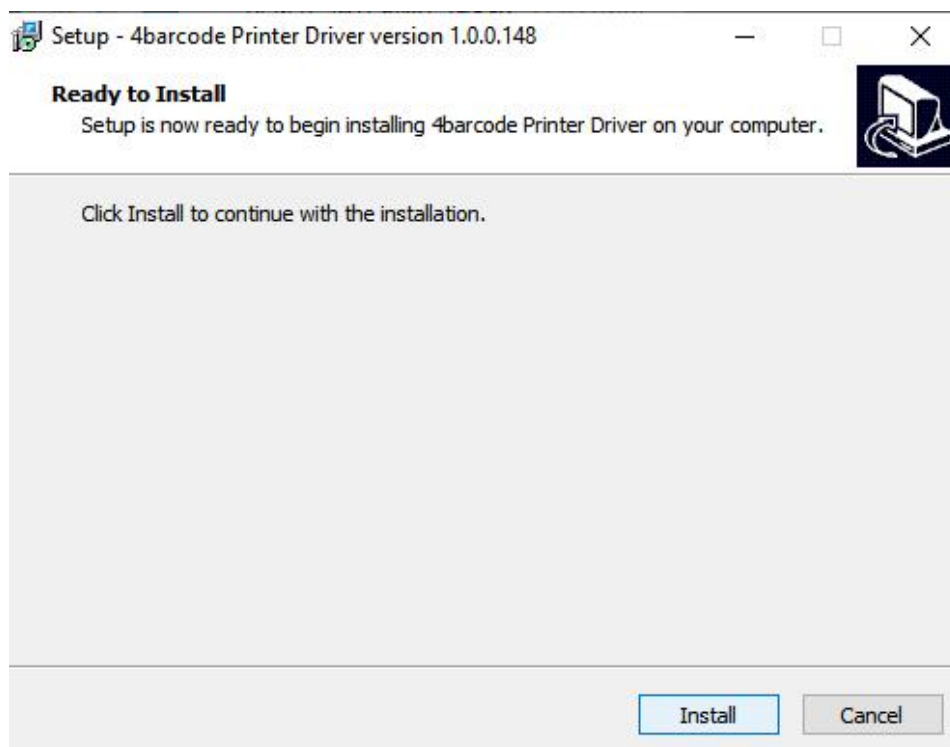 Setup - 4barcode Printer Driver version 1.0.0.148
Ready to Install
Setup is now ready to begin installing 4barcode Printer Driver on your computer.
Click Install to continue with the installation.
Install
Cancel